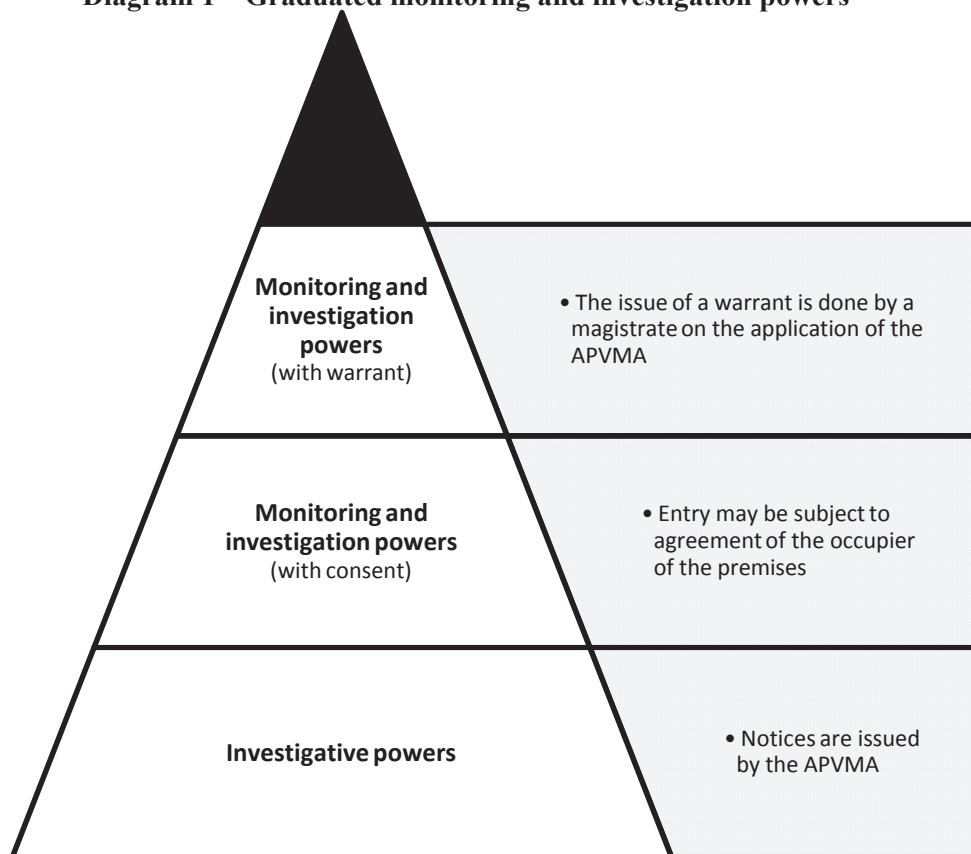 Diagram 1 – Graduated monitoring and investigation powers
Monitoring and
investigation
powers
(with warrant)
• The issue of a warrant is done by a
magistrate on the application of the
APVMA
Monitoring and
investigation powers
(with consent)
• Entry may be subject to
agreement of the occupier
of the premises
Investigative powers
• Notices are issued
by the APVMA